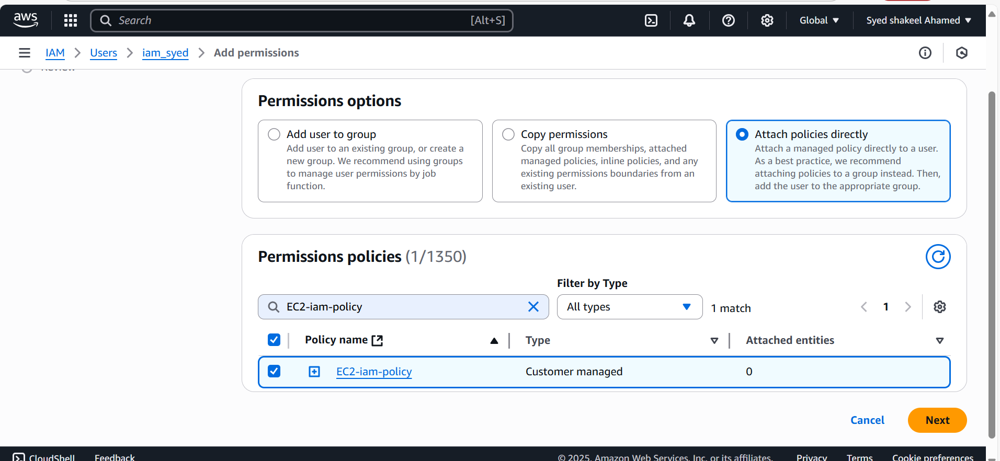 aws
Search
[Alt+S]
Global
Syed shakeel Ahamed
IAM
Users
iam_syed
Add permissions
Review
Permissions options
Add user to group
Add user to an existing group, or create a
new group. We recommend using groups
to manage user permissions by job
function.
Copy permissions
Copy all group memberships, attached
managed policies, inline policies, and any
existing permissions boundaries from an
existing user.
Attach policies directly
Attach a managed policy directly to a user.
As a best practice, we recommend
attaching policies to a group instead. Then,
add the user to the appropriate group.
Permissions policies (1/1350)
Filter by Type
EC2-iam-policy
All types
1 match
1
Policy name
Type
Attached entities
EC2-iam-policy
Customer managed
0
Cancel
Next
CloudShell
Feedback
© 2025, Amazon Web Services, Inc. or its affiliates.
Privacy
Terms
Cookie preferences